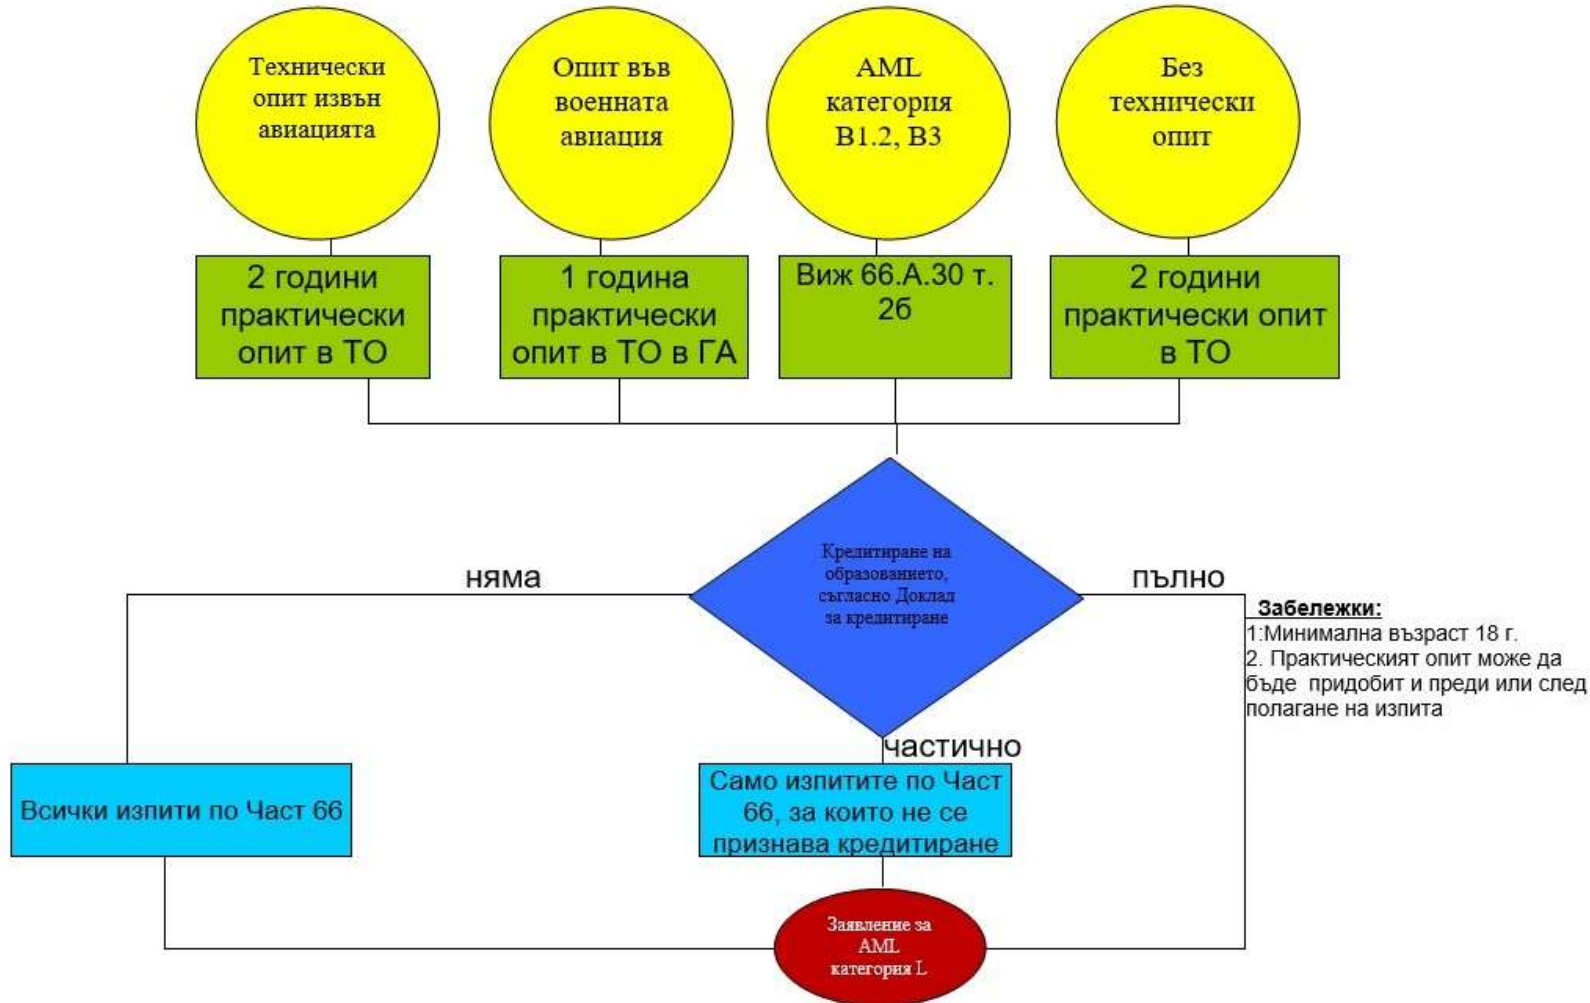 Технически
опит извън
авиацията
Опит във
военната
авиация
AML
категория
B1.2, B3
Без
технически
опит
2 години
практически
опит в ТО
1 година
практически
опит в ТО в ГА
Виж 66.А.30 т.
2б
2 години
практически опит
в ТО
Кредитиране на
образованието,
съгласно Доклад
за кредитиране
няма
пълно
частично
Забележки:
1:Минимална възраст 18 г.
2. Практическият опит може да
бъде придобит и преди или след
полагане на изпита
Всички изпити по Част 66
Само изпитите по Част
66, за които не се
признава кредитиране
Заявление за
AML
категория L